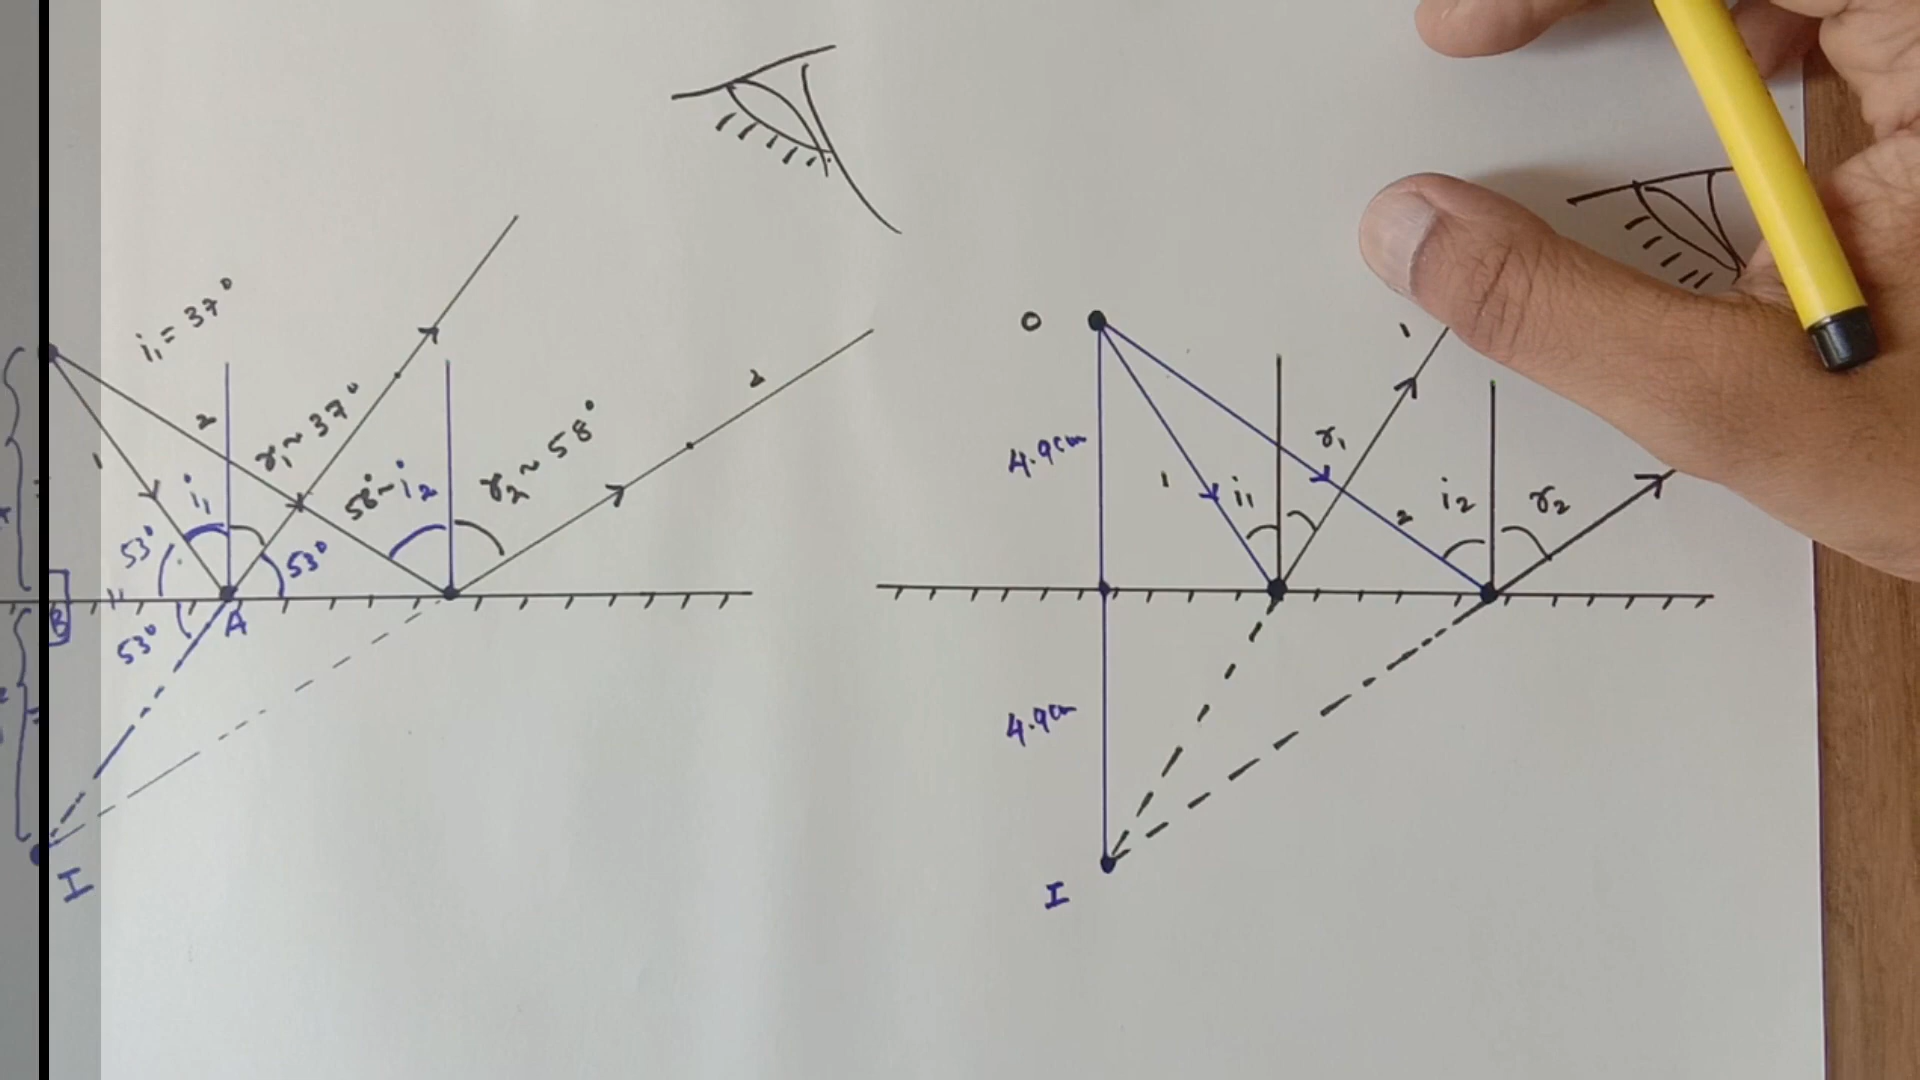 i₁ = 37°
2
1
i₁
r₁ ~ 37°
58° ~ i₂
r₂ ~ 58°
2
53°
53°
53°
B
A
I
O
4.9cm
1
i₁
r₁
1
2
i₂
r₂
4.9cm
I